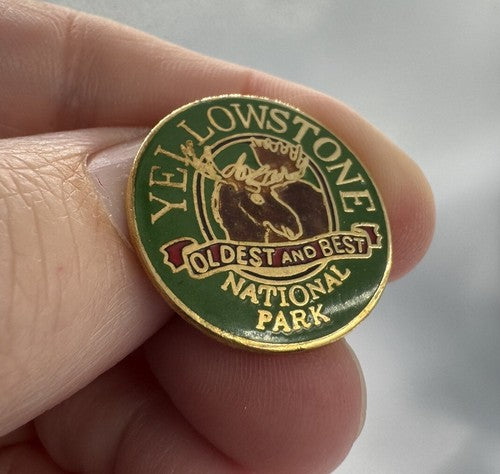 YELLOWSTONE
OLDEST AND BEST
NATIONAL
PARK